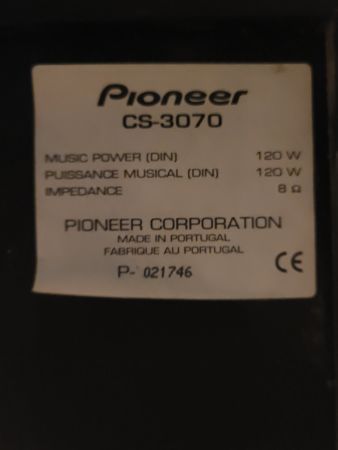 Pioneer
CS-3070
MUSIC POWER (DIN) 120 W
PUISSANCE MUSICAL (DIN) 120 W
IMPEDANCE 8 Ω
PIONEER CORPORATION
MADE IN PORTUGAL
FABRIQUE AU PORTUGAL
P- 021746 CE